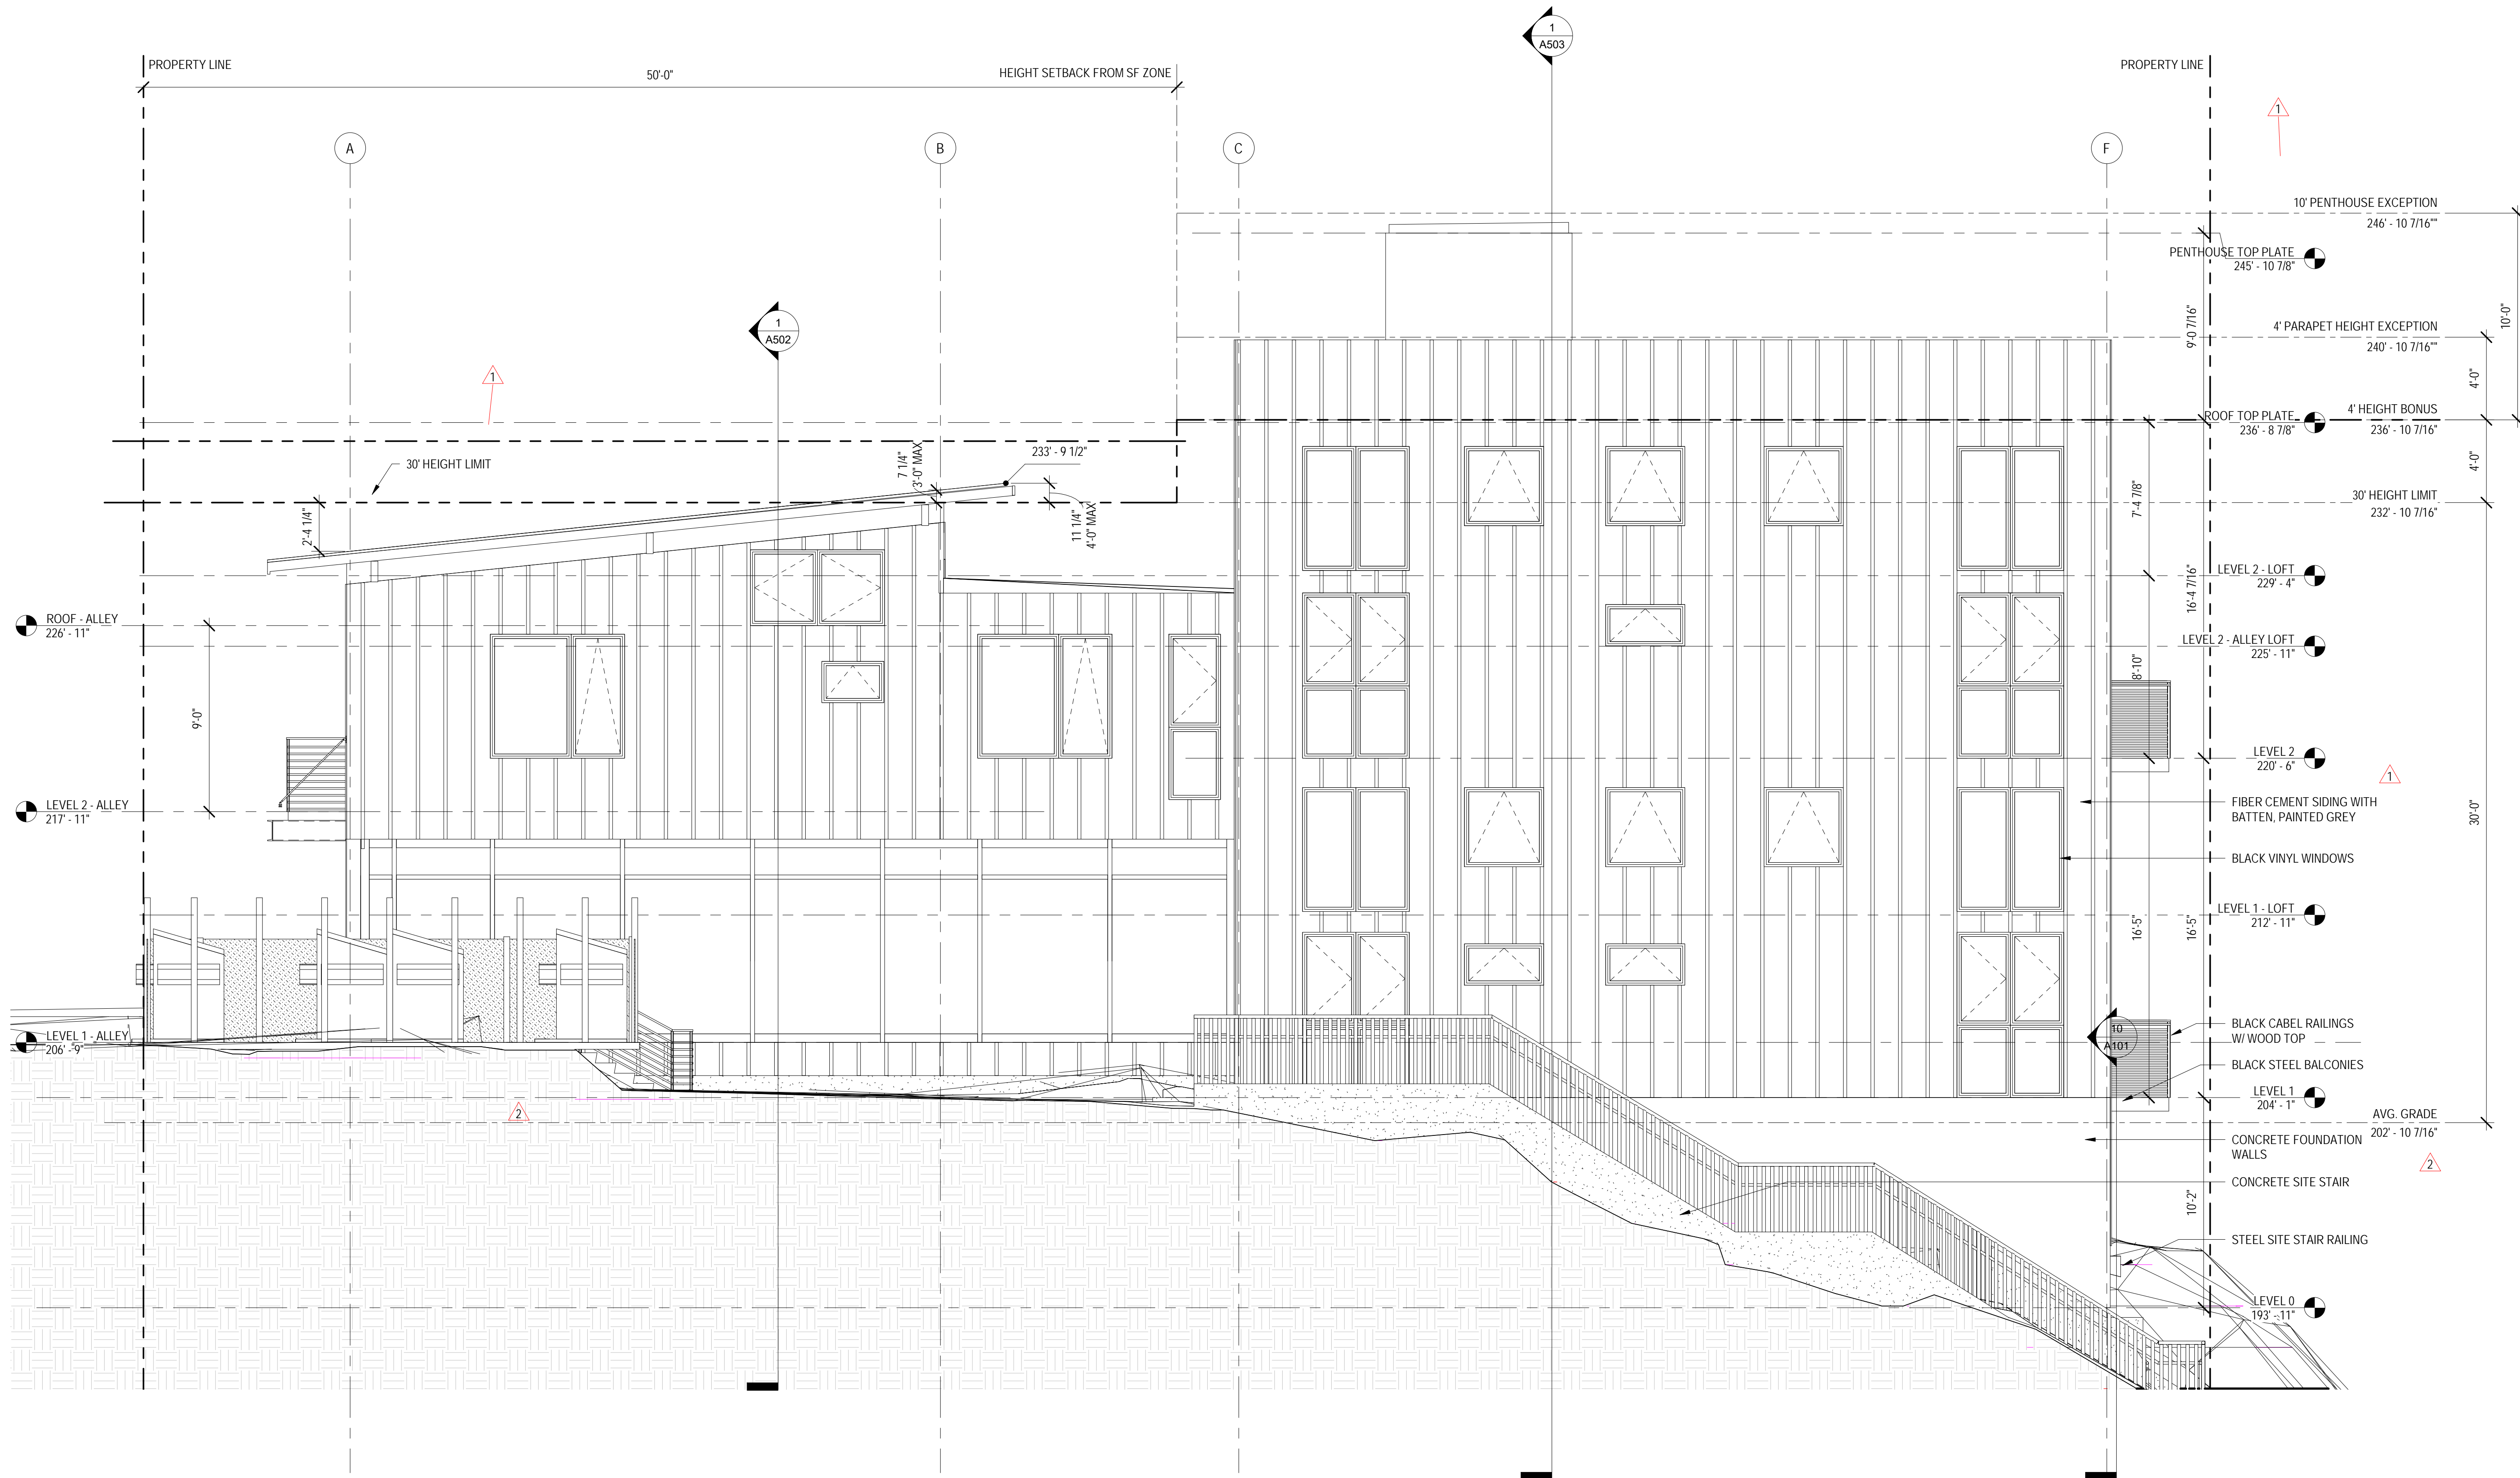 1
A503
PROPERTY LINE
50'-0"
HEIGHT SETBACK FROM SF ZONE
PROPERTY LINE
1
A
B
C
F
10' PENTHOUSE EXCEPTION
246' - 10 7/16""
PENTHOUSE TOP PLATE
245' - 10 7/8"
10'-0"
1
A502
9'-0 7/16"
4' PARAPET HEIGHT EXCEPTION
240' - 10 7/16""
4'-0"
1
ROOF TOP PLATE
236' - 8 7/8"
4' HEIGHT BONUS
236' - 10 7/16"
4'-0"
30' HEIGHT LIMIT
7 1/4"
3'-0" MAX
233' - 9 1/2"
2'-4 1/4"
11 1/4"
4'-0" MAX
7'-4 7/8"
30' HEIGHT LIMIT
232' - 10 7/16"
LEVEL 2 - LOFT
229' - 4"
16'-4 7/16"
ROOF - ALLEY
226' - 11"
LEVEL 2 - ALLEY LOFT
225' - 11"
8'-10"
9'-0"
LEVEL 2
220' - 6"
1
LEVEL 2 - ALLEY
217' - 11"
FIBER CEMENT SIDING WITH
BATTEN, PAINTED GREY
30'-0"
BLACK VINYL WINDOWS
LEVEL 1 - LOFT
212' - 11"
16'-5"
16'-5"
LEVEL 1 - ALLEY
206' - 9"
10
A101
BLACK CABEL RAILINGS
W/ WOOD TOP
BLACK STEEL BALCONIES
LEVEL 1
204' - 1"
2
AVG. GRADE
202' - 10 7/16"
CONCRETE FOUNDATION
WALLS
2
CONCRETE SITE STAIR
10'-2"
STEEL SITE STAIR RAILING
LEVEL 0
193' - 11"